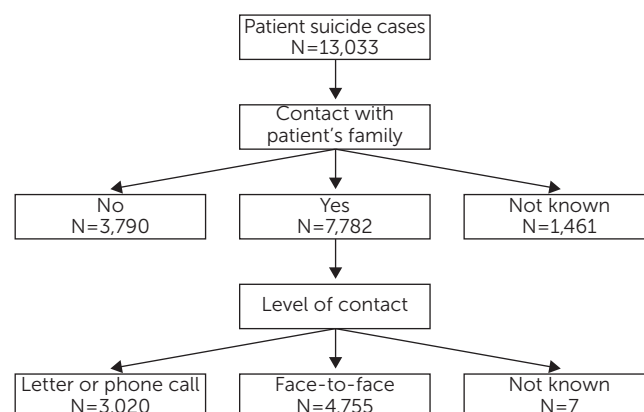 Patient suicide cases
N=13,033
Contact with
patient’s family
No
N=3,790
Yes
N=7,782
Not known
N=1,461
Level of contact
Letter or phone call
N=3,020
Face-to-face
N=4,755
Not known
N=7